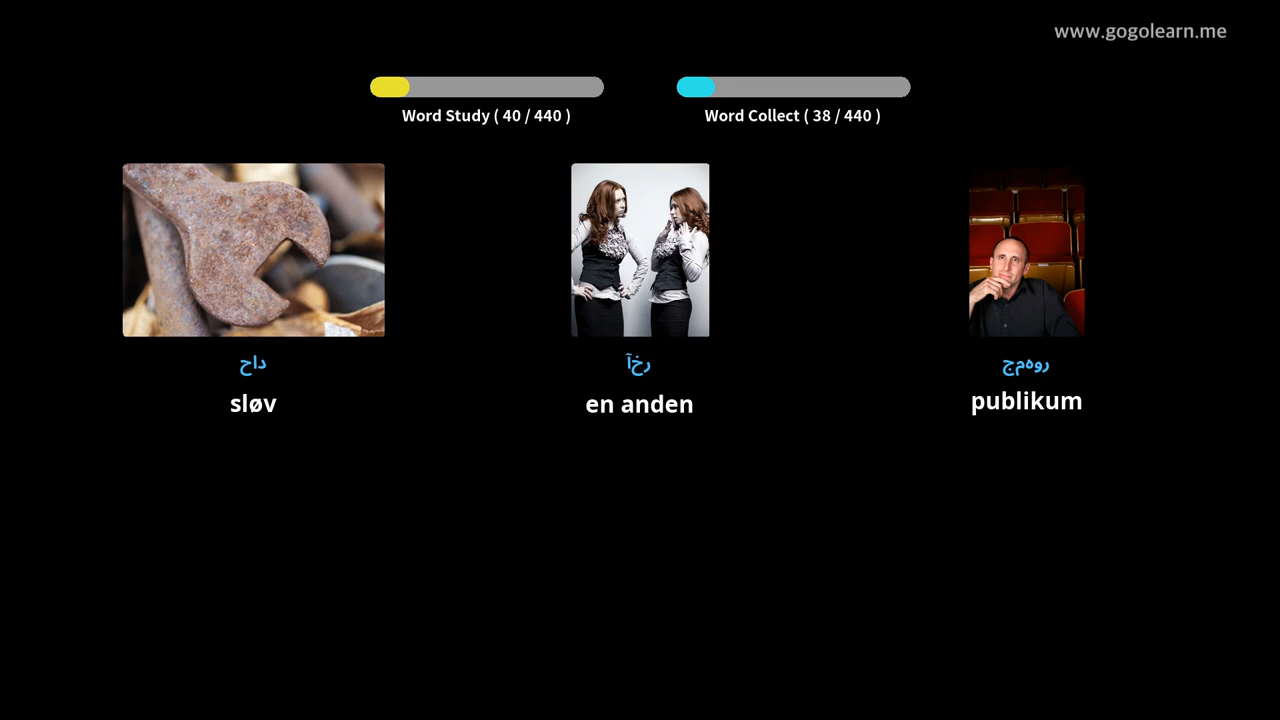 www.gogolearn.me
Word Study ( 40 / 440 )
Word Collect ( 38 / 440 )
داح
رخآ
روهمج
sløv
en anden
publikum